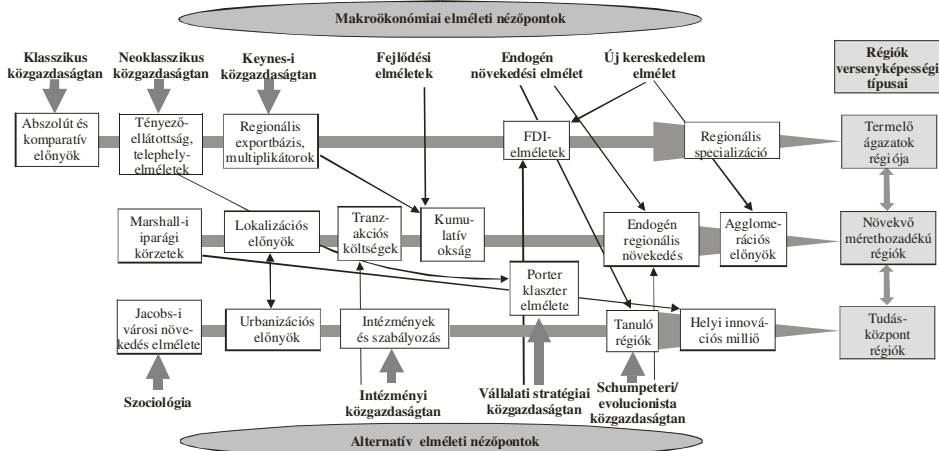 Makroökonómiai elméleti nézőpontok
Klasszikus
közgazdaságtan
Neoklasszikus
közgazdaságtan
Keynes-i
közgazdaságtan
Fejlődési
elméletek
Endogén
növekedési elmélet
Új kereskedelem
elmélet
Régiók
versenyképességi
típusai
Abszolút és
komparatív
előnyök
Tényező-
ellátottság,
telephely-
elméletek
Regionális
exportbázis,
multiplikátorok
FDI-
elméletek
Regionális
specializáció
Termelő
ágazatok
régiója
Marshall-i
iparági
körzetek
Lokalizációs
előnyök
Tranz-
akciós
költségek
Kumu-
latív
okság
Endogén
regionális
növekedés
Agglome-
rációs
előnyök
Növekvő
mérethozadékú
régiók
Porter
klaszter
elmélete
Jacobs-i
városi növe-
kedés elmélete
Urbanizációs
előnyök
Intézmények
és szabályozás
Tanuló
régiók
Helyi innová-
ciós millió
Tudás-
központ
régiók
Szociológia
Intézményi
közgazdaságtan
Vállalati stratégiai
közgazdaságtan
Schumpeteri/
evolucionista
közgazdaságtan
Alternatív elméleti nézőpontok